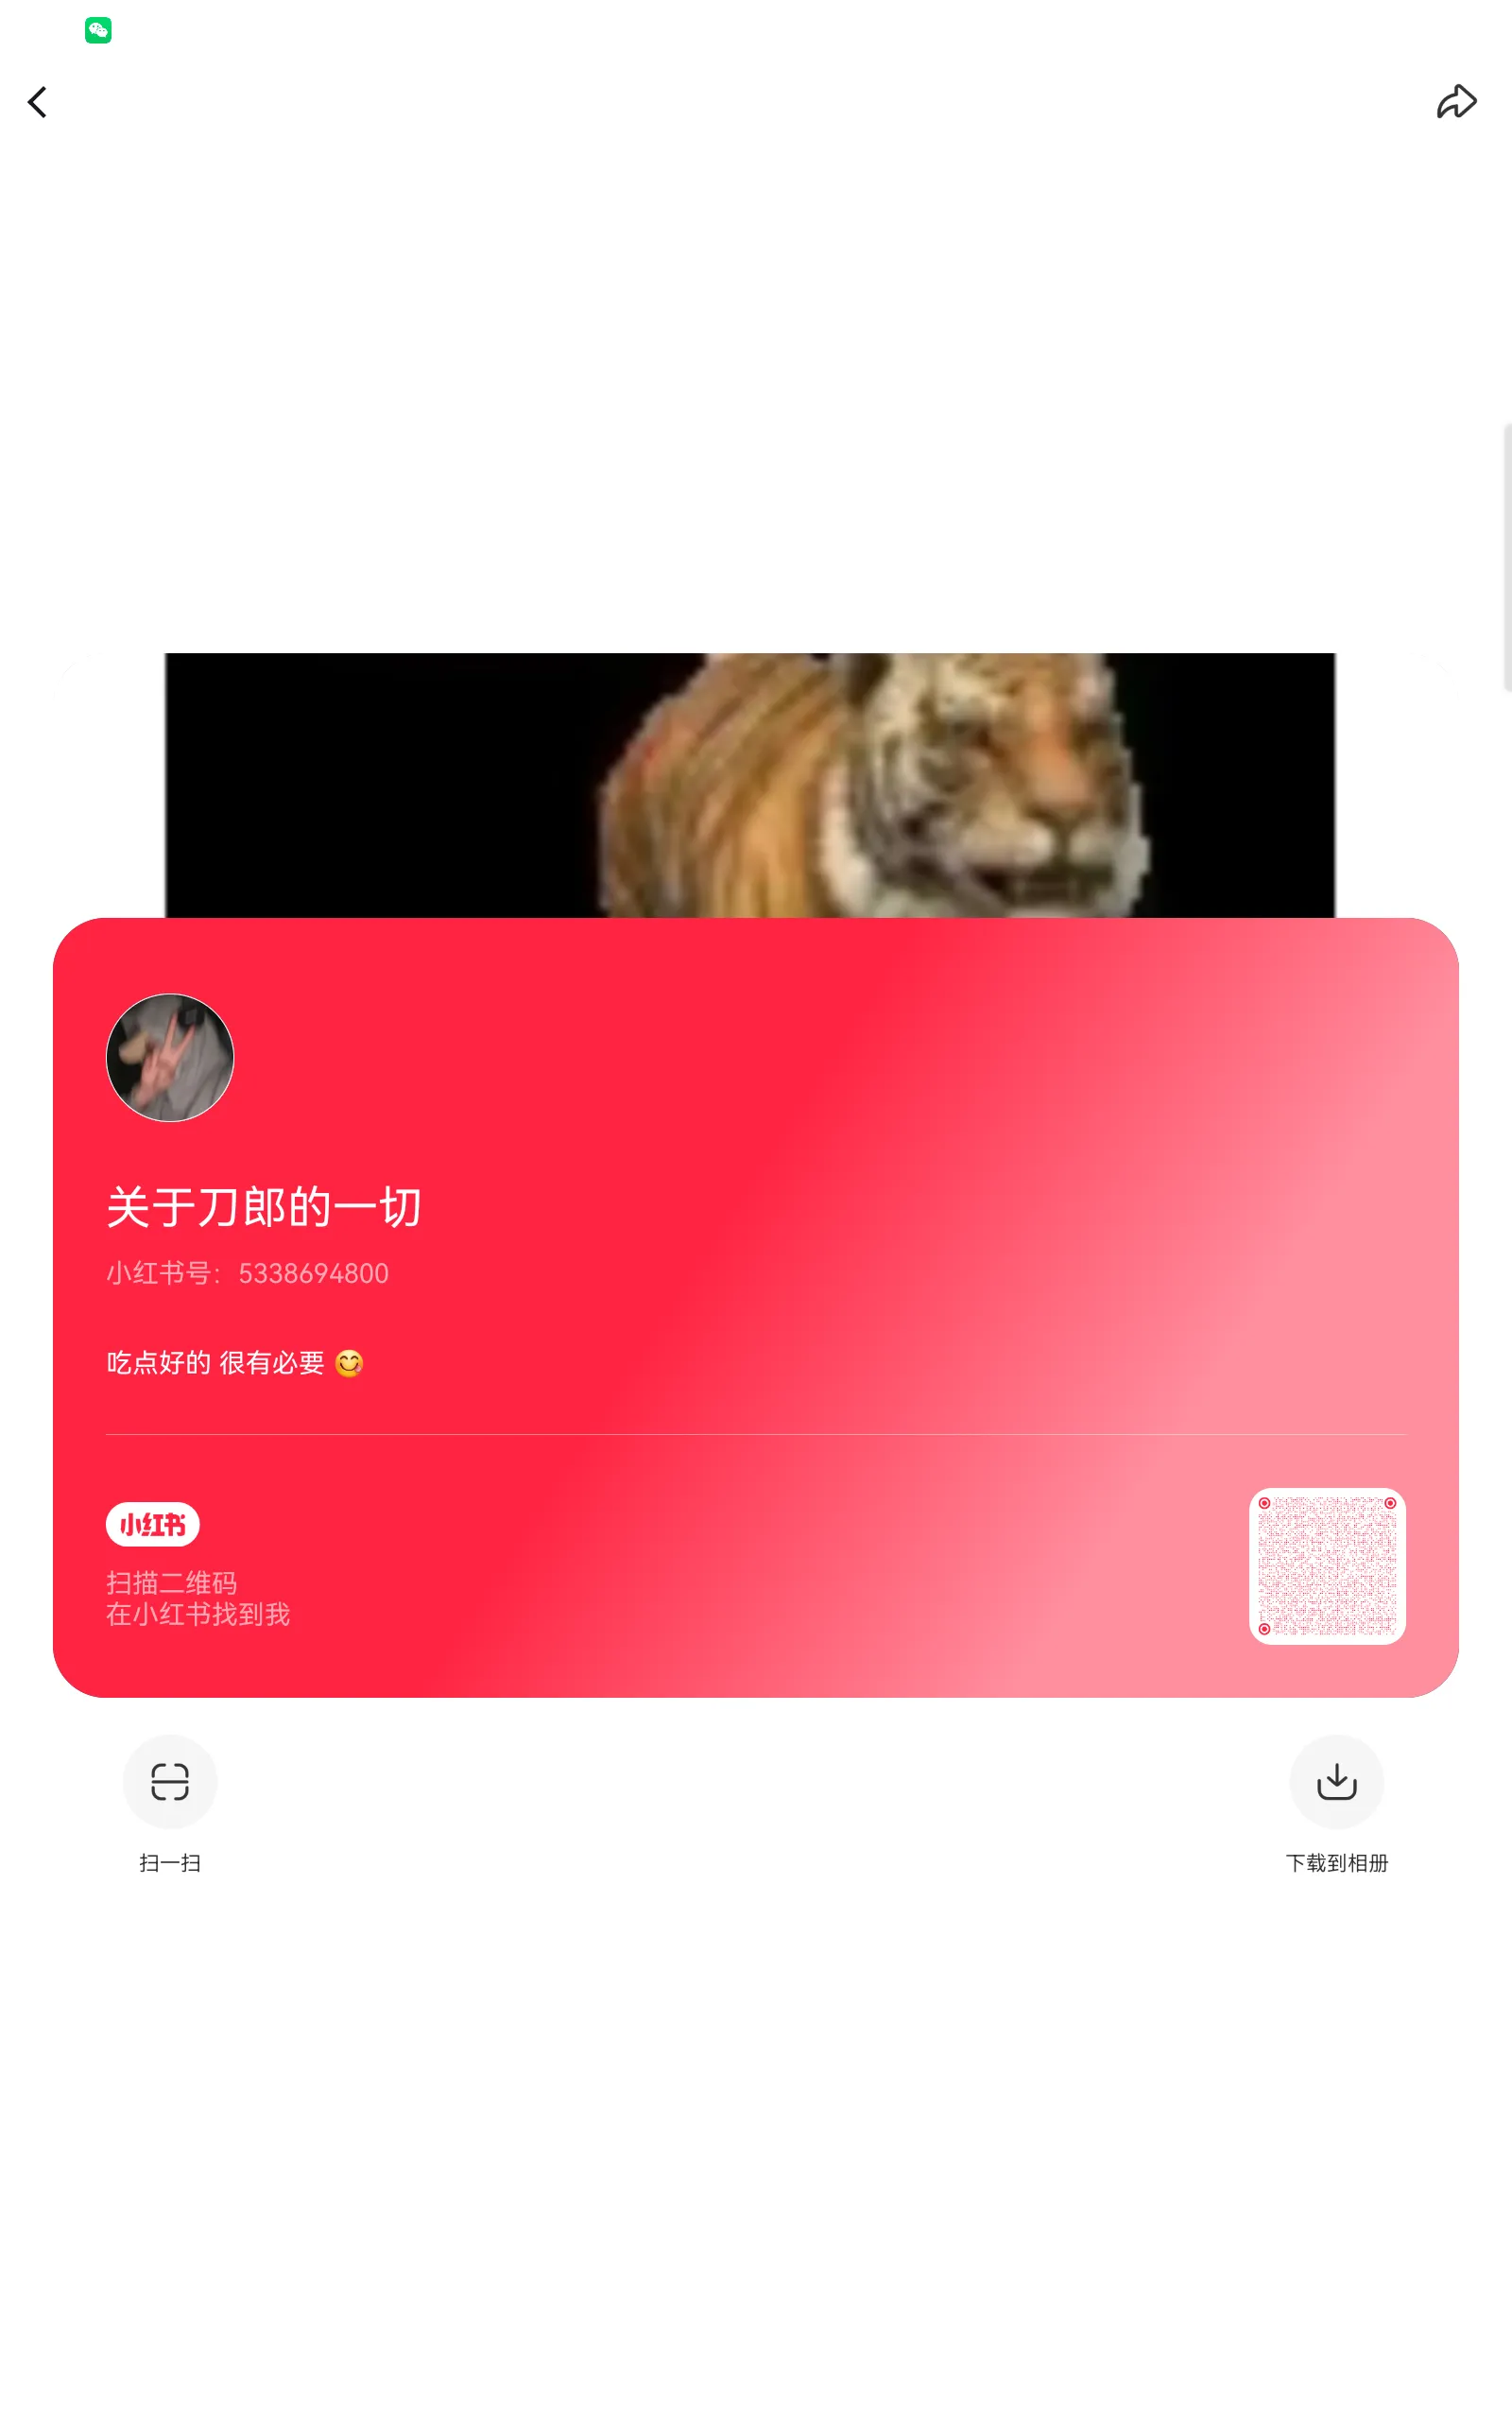 关于刀郎的一切
小红书号：5338694800
吃点好的 很有必要 😋
小红书
扫描二维码
在小红书找到我
扫一扫
下载到相册